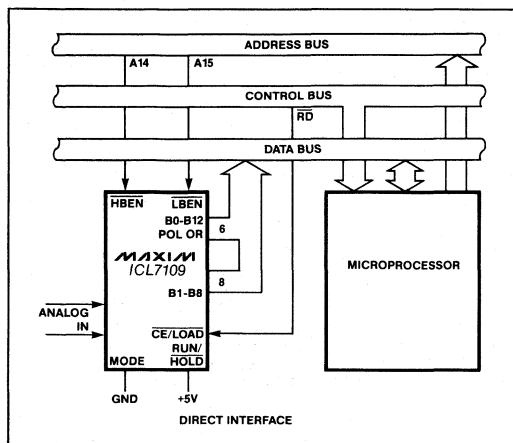 ADDRESS BUS
A14
A15
CONTROL BUS
RD
DATA BUS
HBEN
LBEN
B0-B12
POL OR
6
MAXIM
ICL7109
8
B1-B8
MICROPROCESSOR
ANALOG
IN
CE/LOAD
RUN/
HOLD
MODE
GND
+5V
DIRECT INTERFACE